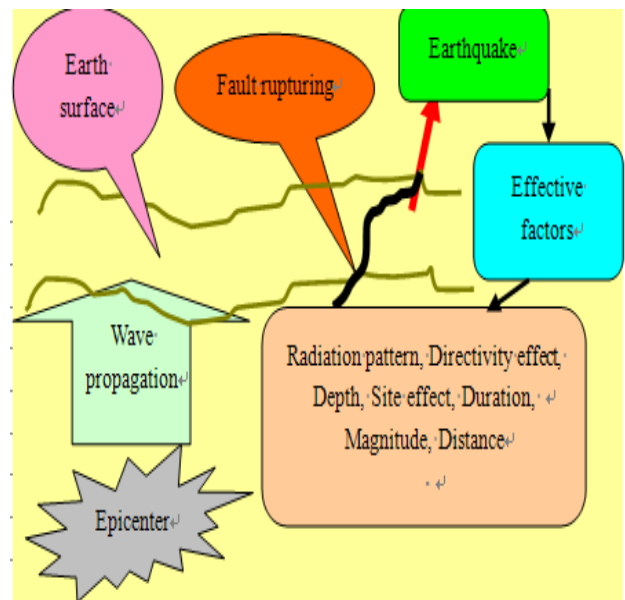 Earth
surface
Fault rupturing
Earthquake
Effective
factors
Wave
propagation
Radiation pattern, Directivity effect,
Depth, Site effect, Duration,
Magnitude, Distance
Epicenter